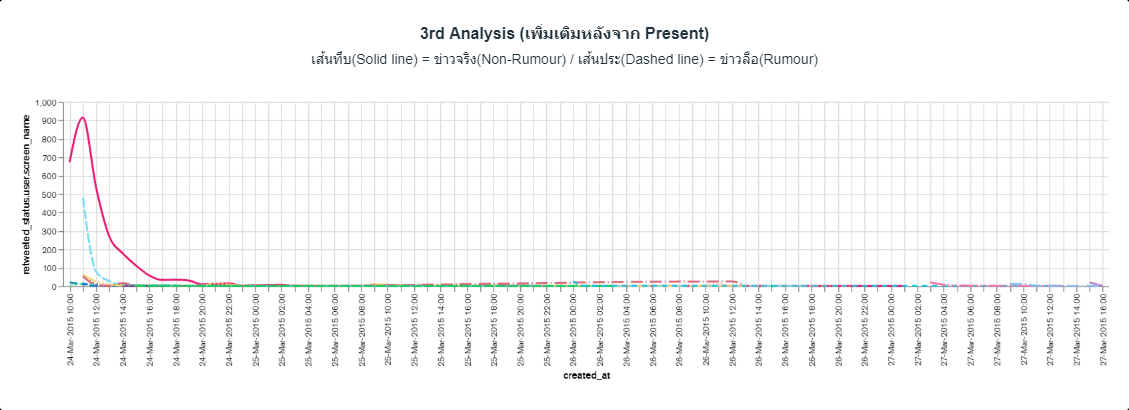 3rd Analysis (เพิ่มเติมหลังจาก Present)
เส้นทึบ(Solid line) = ข่าวจริง(Non-Rumour) / เส้นประ(Dashed line) = ข่าวลือ(Rumour)
retweeted_status.user.screen_name
1,000
900
800
700
600
500
400
300
200
100
0
24-Mar-2015 10:00
24-Mar-2015 12:00
24-Mar-2015 14:00
24-Mar-2015 16:00
24-Mar-2015 18:00
24-Mar-2015 20:00
24-Mar-2015 22:00
25-Mar-2015 00:00
25-Mar-2015 02:00
25-Mar-2015 04:00
25-Mar-2015 06:00
25-Mar-2015 08:00
25-Mar-2015 10:00
25-Mar-2015 12:00
25-Mar-2015 14:00
25-Mar-2015 16:00
25-Mar-2015 18:00
25-Mar-2015 20:00
25-Mar-2015 22:00
26-Mar-2015 00:00
26-Mar-2015 02:00
26-Mar-2015 04:00
26-Mar-2015 06:00
26-Mar-2015 08:00
26-Mar-2015 10:00
26-Mar-2015 12:00
26-Mar-2015 14:00
26-Mar-2015 16:00
26-Mar-2015 18:00
26-Mar-2015 20:00
26-Mar-2015 22:00
27-Mar-2015 00:00
27-Mar-2015 02:00
27-Mar-2015 04:00
27-Mar-2015 06:00
27-Mar-2015 08:00
27-Mar-2015 10:00
27-Mar-2015 12:00
27-Mar-2015 14:00
27-Mar-2015 16:00
created_at